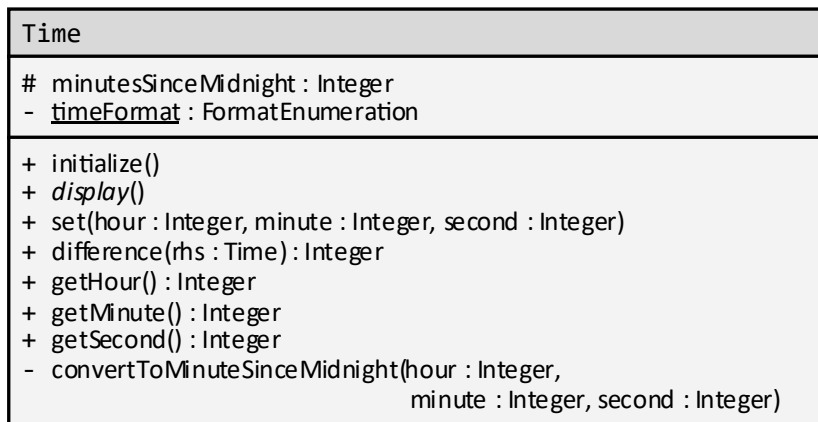 Time
# minutesSinceMidnight : Integer
- timeFormat : FormatEnumeration
+ initialize()
+ display()
+ set(hour : Integer, minute : Integer, second : Integer)
+ difference(rhs : Time) : Integer
+ getHour() : Integer
+ getMinute() : Integer
+ getSecond() : Integer
- convertToMinuteSinceMidnight(hour : Integer,
minute : Integer, second : Integer)